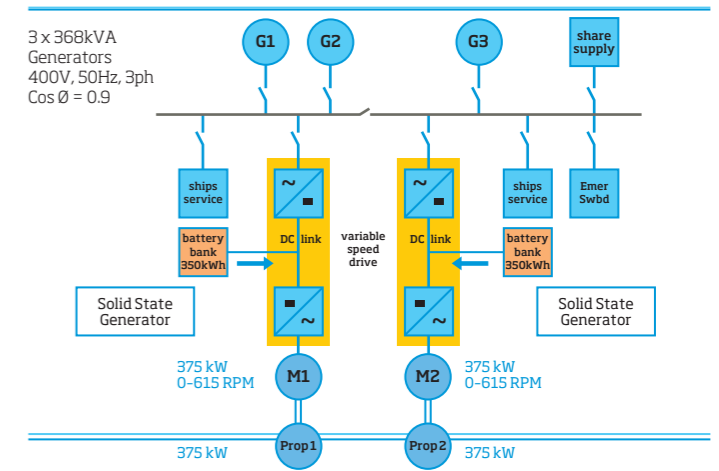 3 x 368kVA
Generators
400V, 50Hz, 3ph
Cos Ø = 0.9
G1
G2
G3
share
supply
ships
service
~
~
ships
service
Emer
Swbd
battery
bank
350kWh
DC link
variable
speed
drive
DC link
battery
bank
350kWh
Solid State
Generator
~
~
Solid State
Generator
375 kW
0-615 RPM
M1
M2
375 kW
0-615 RPM
375 kW
Prop1
Prop2
375 kW